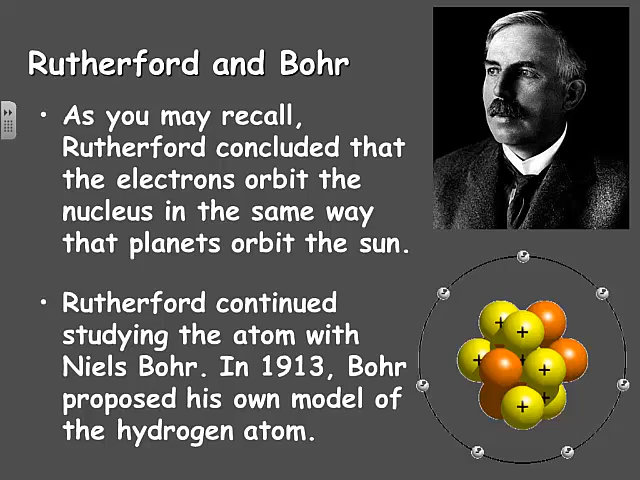 Rutherford and Bohr
• As you may recall,
Rutherford concluded that
the electrons orbit the
nucleus in the same way
that planets orbit the sun.
• Rutherford continued
studying the atom with
Niels Bohr. In 1913, Bohr
proposed his own model of
the hydrogen atom.